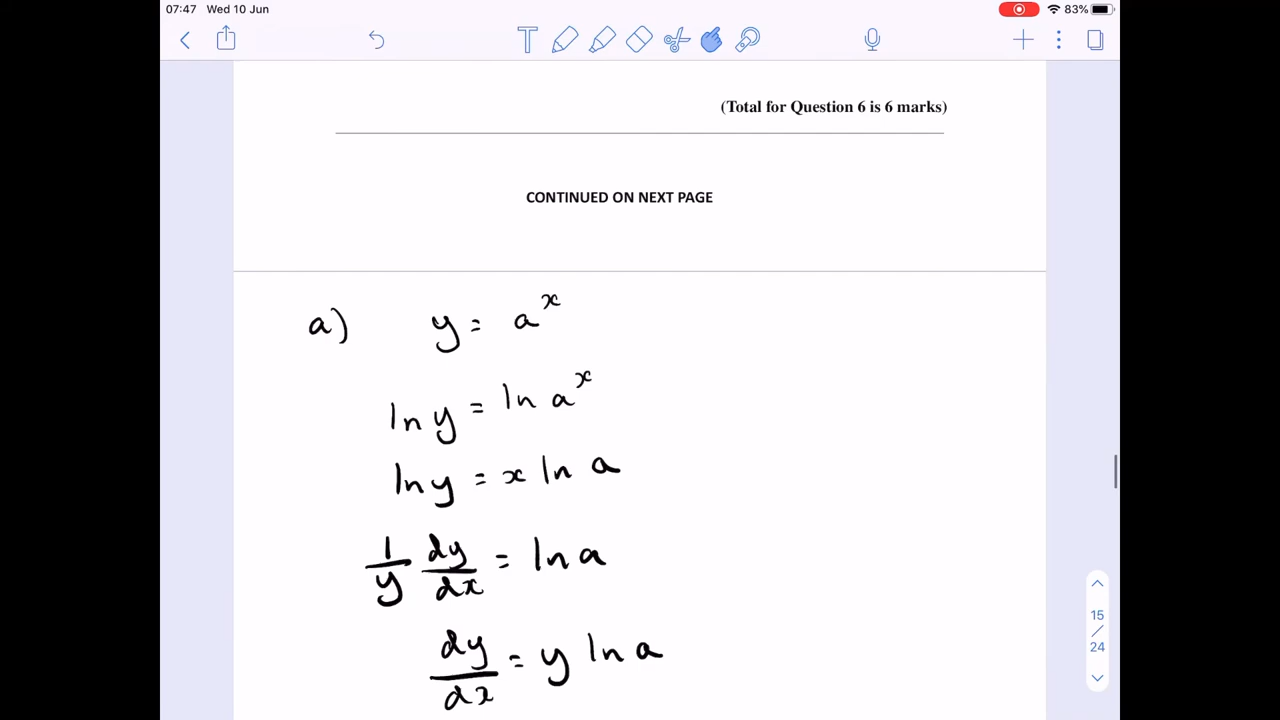 07:47 Wed 10 Jun 83%
T
(Total for Question 6 is 6 marks)
CONTINUED ON NEXT PAGE
a) y = a^x
ln y = ln a^x
ln y = x ln a
1/y dy/dx = ln a
dy/dx = y ln a
15
/
24